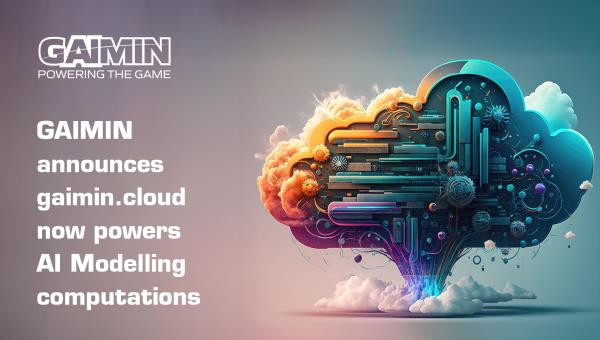 GAIMIN
POWERING THE GAME
GAIMIN
announces
gaimin.cloud
now powers
AI Modelling
computations